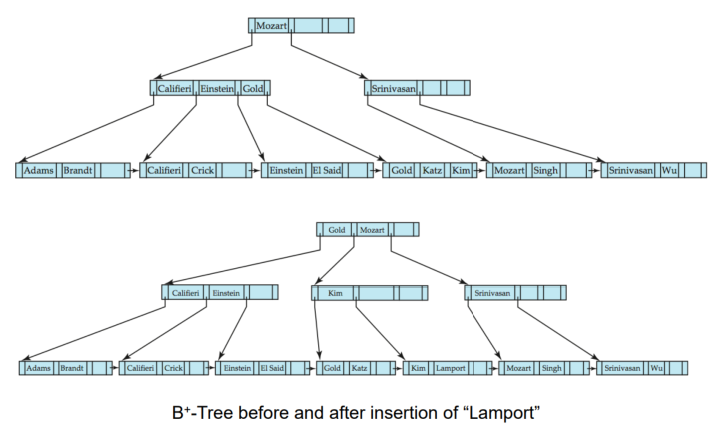 Mozart
Califieri Einstein Gold Srinivasan
Adams Brandt Califieri Crick Einstein El Said Gold Katz Kim Mozart Singh Srinivasan Wu
Gold Mozart
Califieri Einstein Kim Srinivasan
Adams Brandt Califieri Crick Einstein El Said Gold Katz Kim Lamport Mozart Singh Srinivasan Wu
B+-Tree before and after insertion of “Lamport”